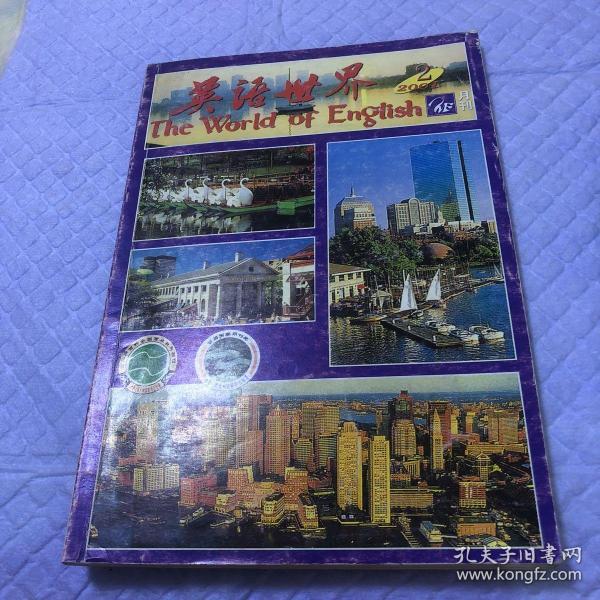 英语世界
2
The World of English
月刊
孔夫子旧书网
www.kongfz.com